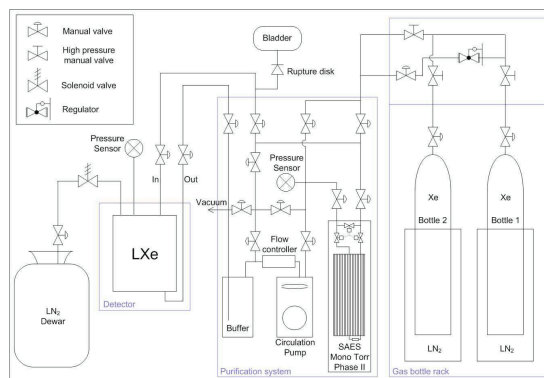 Manual valve
High pressure
manual valve
Solenoid valve
Regulator
Bladder
Rupture disk
Pressure
Sensor
In
Out
Pressure
Sensor
Vacuum
Flow
controller
LXe
Detector
LN2
Dewar
Buffer
Circulation
Pump
SAES
Mono Torr
Phase II
Purification system
Xe
Bottle 2
Xe
Bottle 1
LN2
LN2
Gas bottle rack